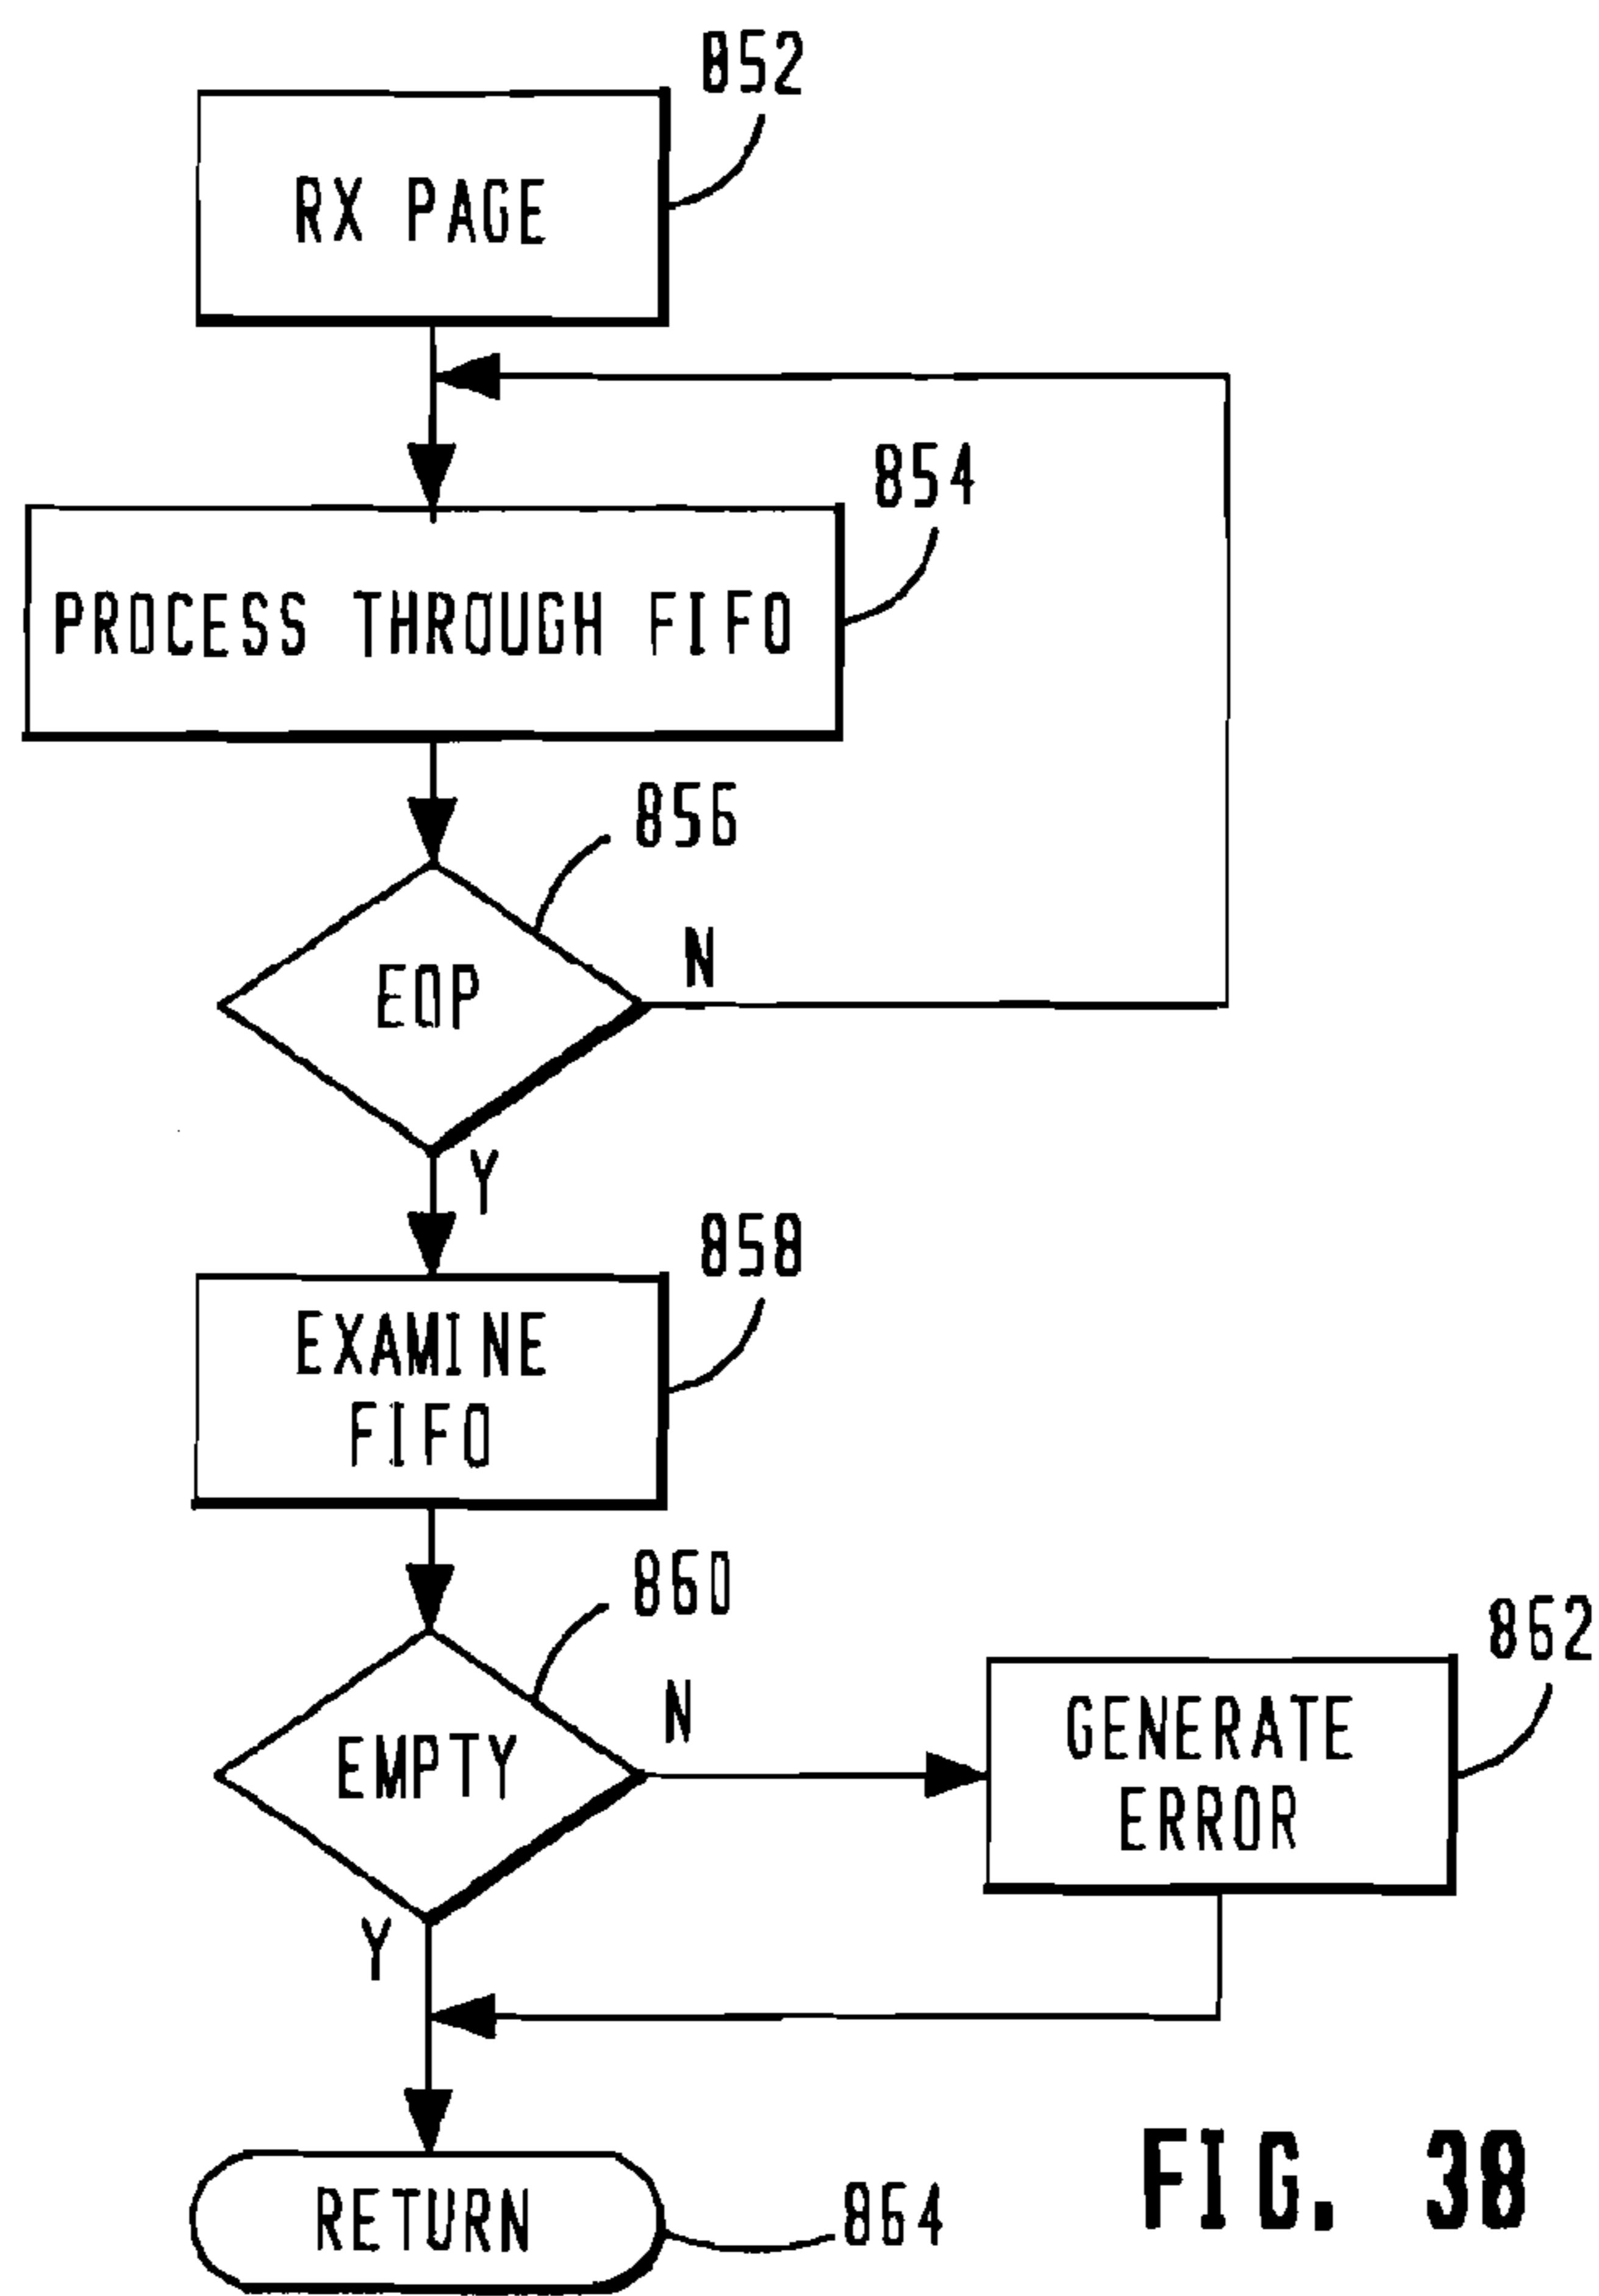 852
RX PAGE
854
PROCESS THROUGH FIFO
856
EOP
N
Y
858
EXAMINE
FIFO
860
EMPTY
N
Y
862
GENERATE
ERROR
RETURN
864
FIG. 38